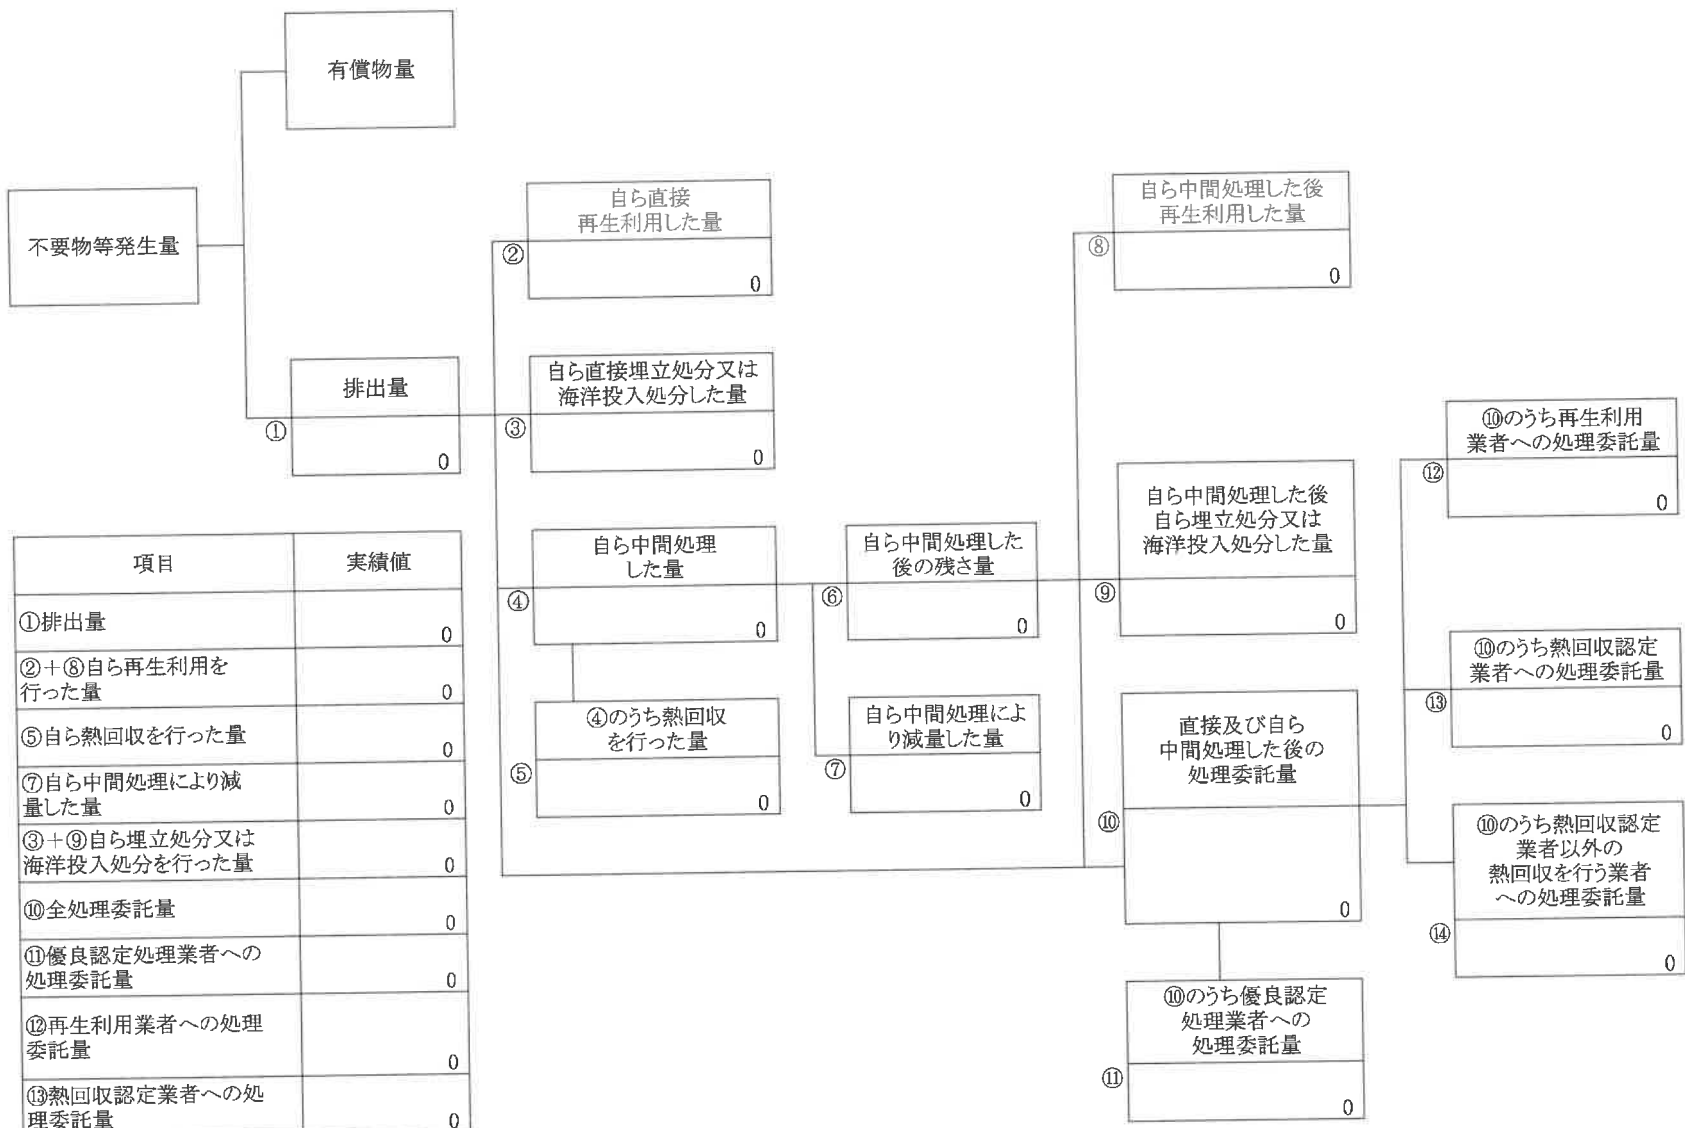 有償物量
不要物等発生量
排出量
①
0
自ら直接
再生利用した量
②
0
自ら直接埋立処分又は
海洋投入処分した量
③
0
自ら中間処理
した量
④
0
④のうち熱回収
を行った量
⑤
0
自ら中間処理した
後の残さ量
⑥
0
自ら中間処理によ
り減量した量
⑦
0
自ら中間処理した後
再生利用した量
⑧
0
自ら中間処理した後
自ら埋立処分又は
海洋投入処分した量
⑨
0
直接及び自ら
中間処理した後の
処理委託量
⑩
0
⑩のうち優良認定
処理業者への
処理委託量
⑪
0
⑩のうち再生利用
業者への処理委託量
⑫
0
⑩のうち熱回収認定
業者への処理委託量
⑬
0
⑩のうち熱回収認定
業者以外の
熱回収を行う業者
への処理委託量
⑭
0
項目 実績値
①排出量
0
②+⑧自ら再生利用を
行った量
0
⑤自ら熱回収を行った量
0
⑦自ら中間処理により減
量した量
0
③+⑨自ら埋立処分又は
海洋投入処分を行った量
0
⑩全処理委託量
0
⑪優良認定処理業者への
処理委託量
0
⑫再生利用業者への処理
委託量
0
⑬熱回収認定業者への処
理委託量
0